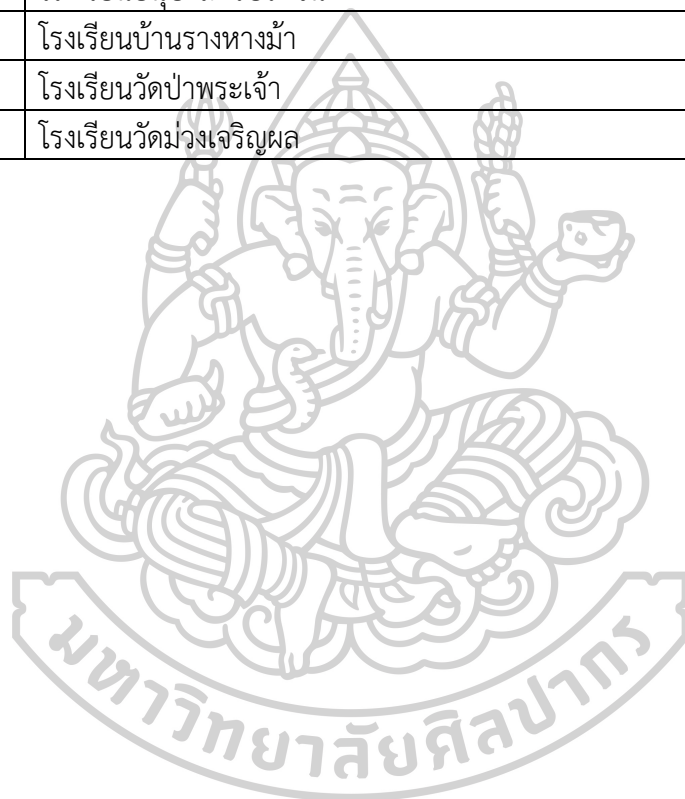 โรงเรียนบ้านรางหางม้า
โรงเรียนวัดป่าพระเจ้า
โรงเรียนวัดม่วงเจริญผล
มหาวิทยาลัยศิลปากร